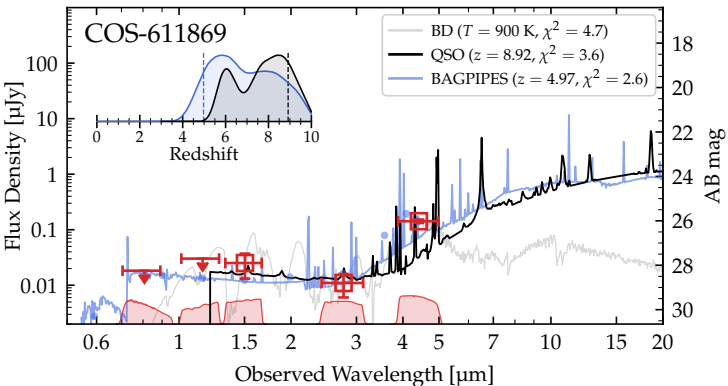 COS-611869
BD (T = 900 K, χ² = 4.7)
QSO (z = 8.92, χ² = 3.6)
BAGPIPES (z = 4.97, χ² = 2.6)
0 2 4 6 8 10
Redshift
100
10
1
0.1
0.01
Flux Density [µJy]
18
20
22
24
26
28
30
AB mag
0.6 1 1.5 2 3 4 5 10 15 20
Observed Wavelength [µm]